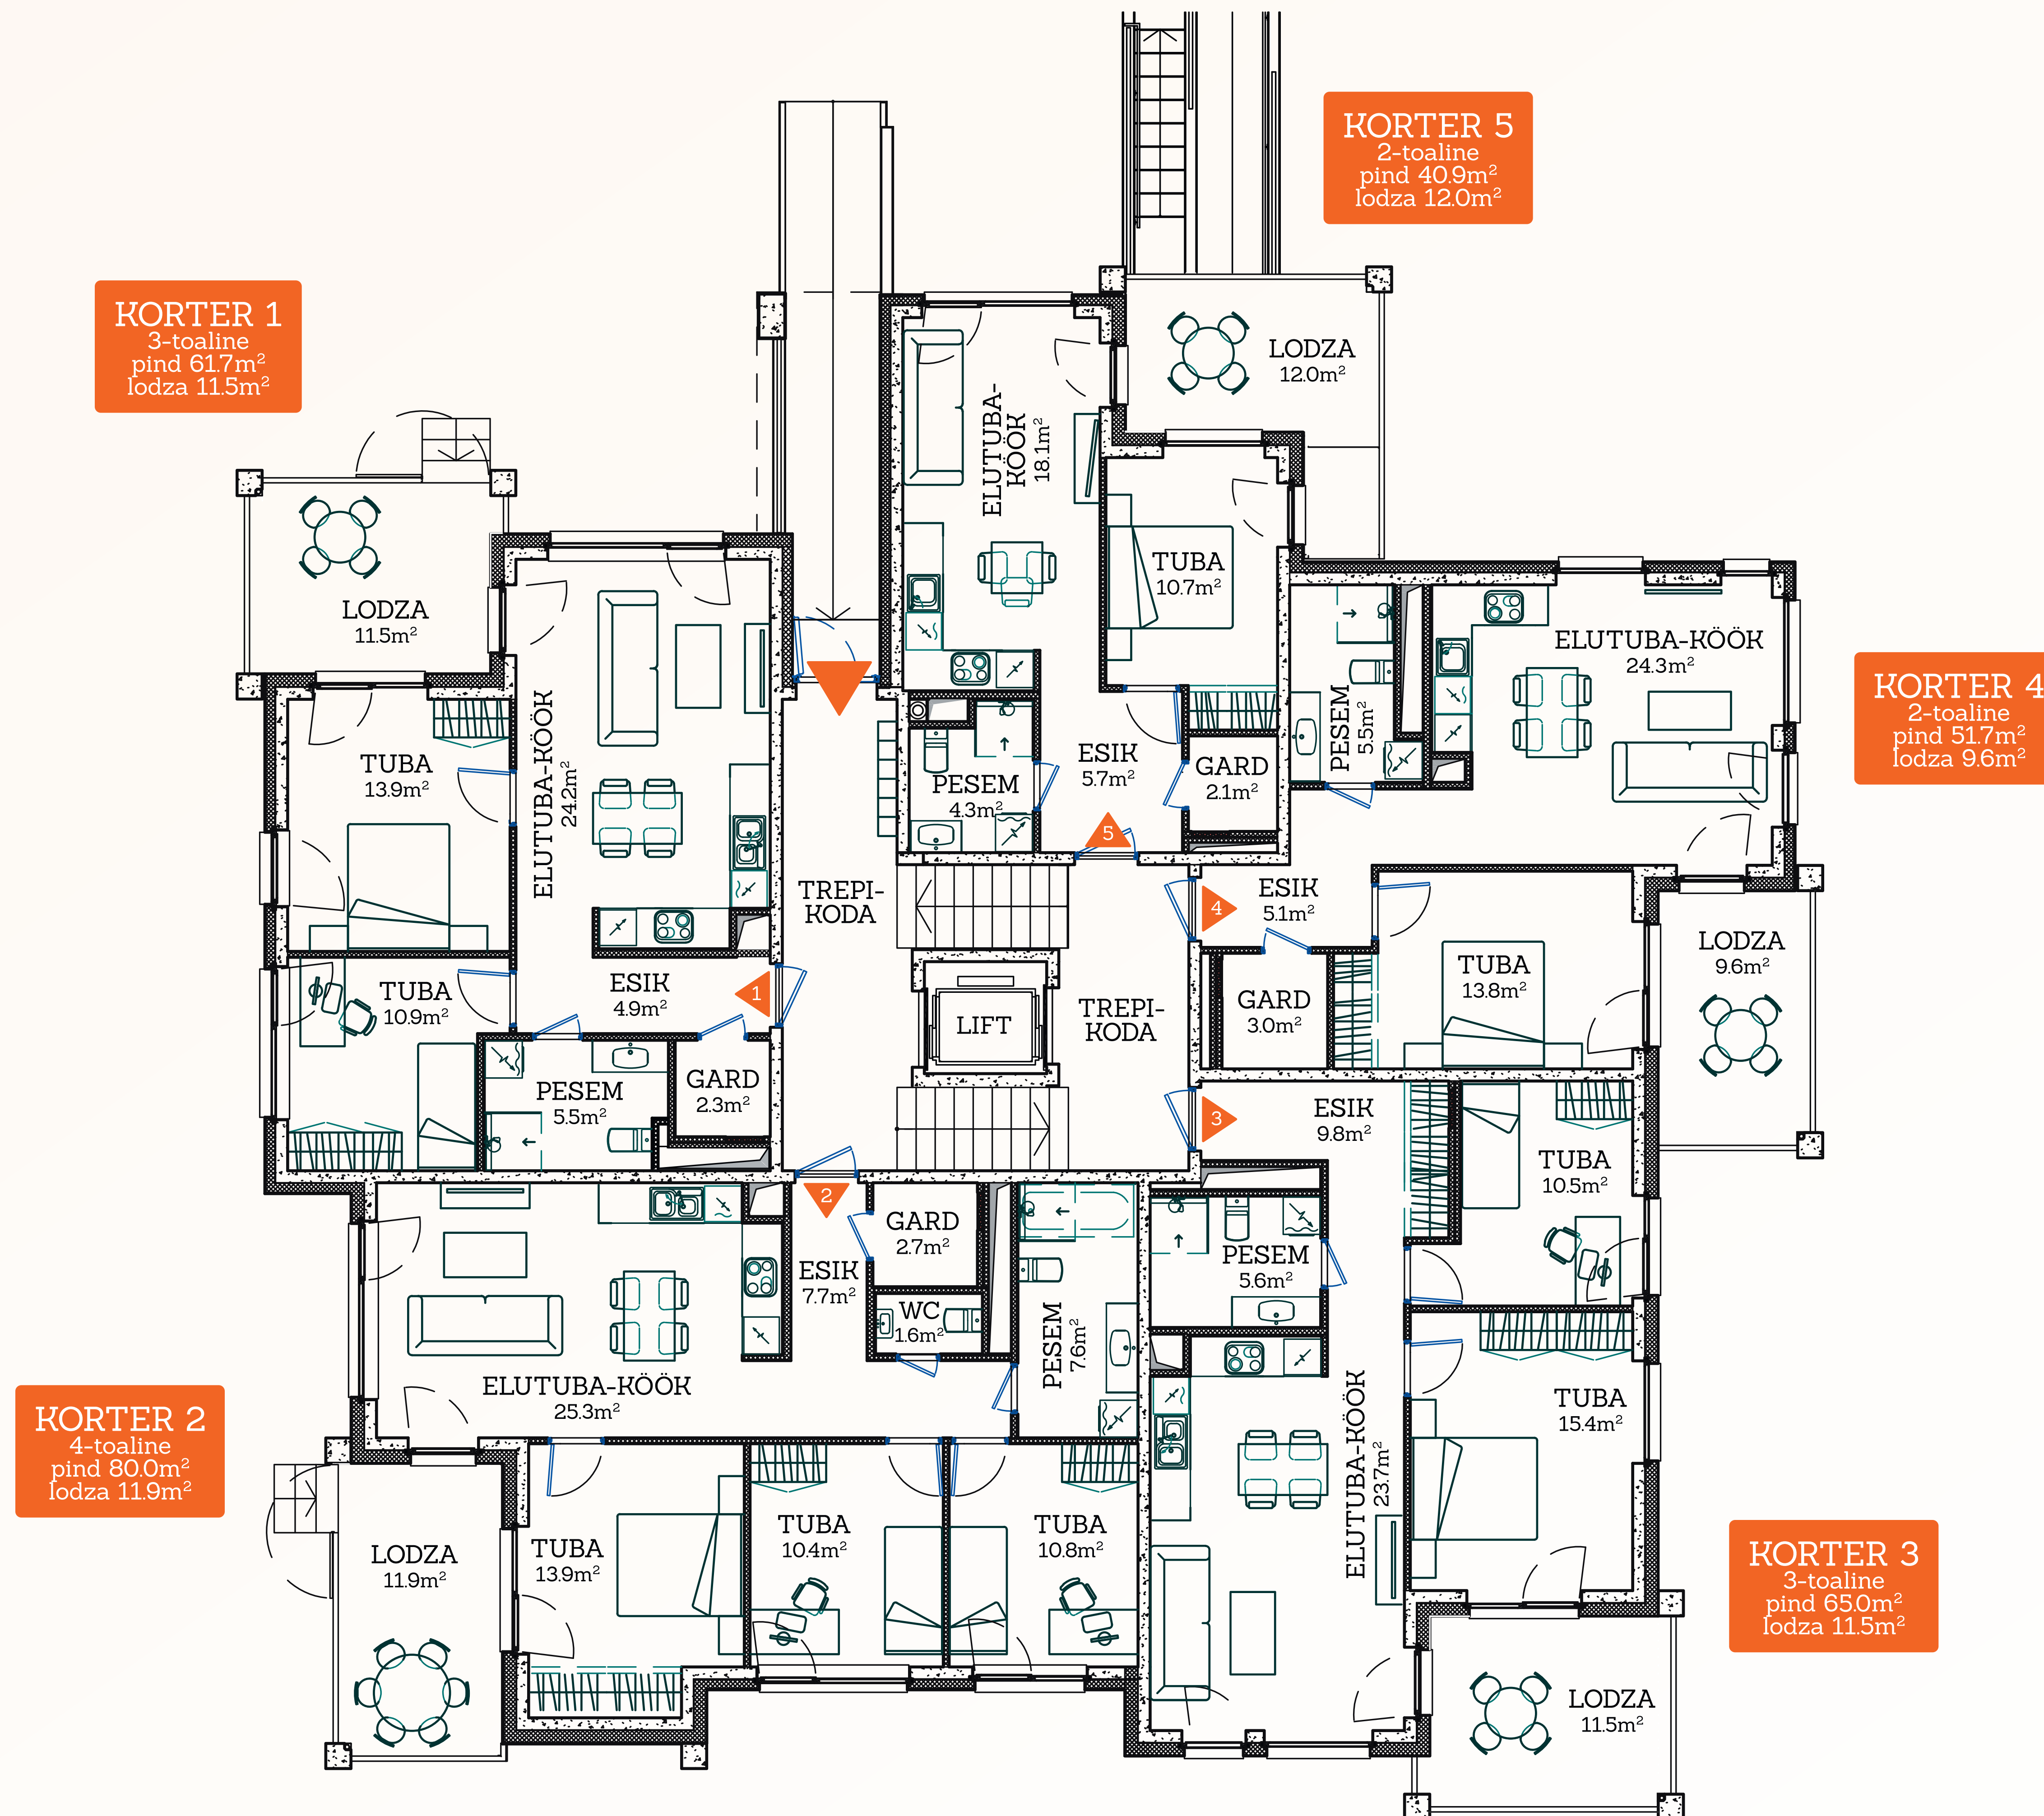 KORTER 5
2-toaline
pind 40.9m²
lodza 12.0m²
KORTER 1
3-toaline
pind 61.7m²
lodza 11.5m²
LODZA
12.0m²
ELUTUBA-
KÖÖK
18.1m²
TUBA
10.7m²
LODZA
11.5m²
ELUTUBA-KÖÖK
24.3m²
KORTER 4
2-toaline
pind 51.7m²
lodza 9.6m²
PESEM
5.5m²
TUBA
13.9m²
ELUTUBA-KÖÖK
24.2m²
ESIK
5.7m²
GARD
2.1m²
PESEM
4.3m²
5
TREPI-
KODA
ESIK
5.1m²
4
LODZA
9.6m²
TUBA
13.8m²
TUBA
10.9m²
ESIK
4.9m²
1
GARD
3.0m²
TREPI-
KODA
LIFT
PESEM
5.5m²
GARD
2.3m²
3
ESIK
9.8m²
TUBA
10.5m²
2
GARD
2.7m²
ESIK
7.7m²
WC
1.6m²
PESEM
7.6m²
PESEM
5.6m²
ELUTUBA-KÖÖK
25.3m²
ELUTUBA-KÖÖK
23.7m²
TUBA
15.4m²
KORTER 2
4-toaline
pind 80.0m²
lodza 11.9m²
LODZA
11.9m²
TUBA
13.9m²
TUBA
10.4m²
TUBA
10.8m²
KORTER 3
3-toaline
pind 65.0m²
lodza 11.5m²
LODZA
11.5m²